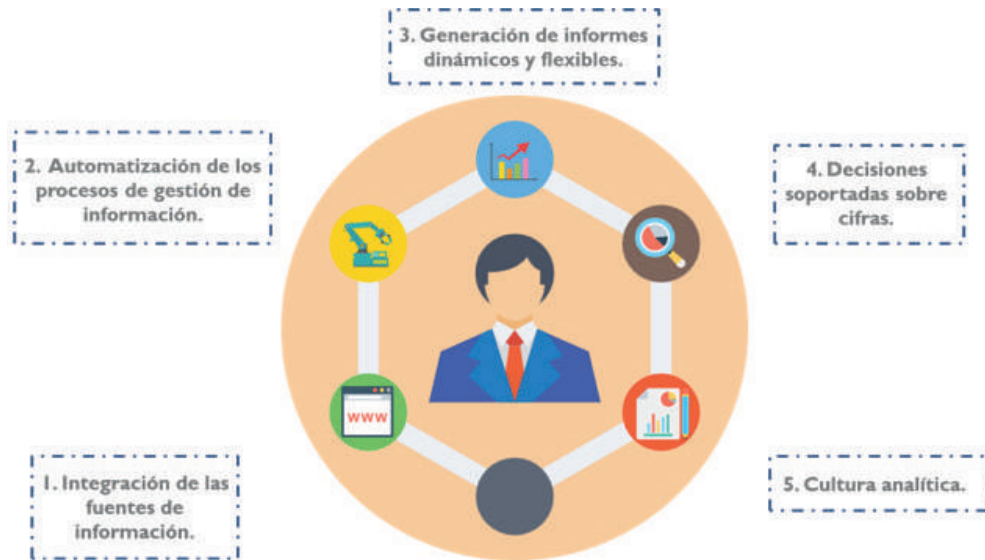 1. Integración de las
fuentes de
información.
2. Automatización de los
procesos de gestión de
información.
3. Generación de informes
dinámicos y flexibles.
4. Decisiones
soportadas sobre
cifras.
5. Cultura analítica.
WWW